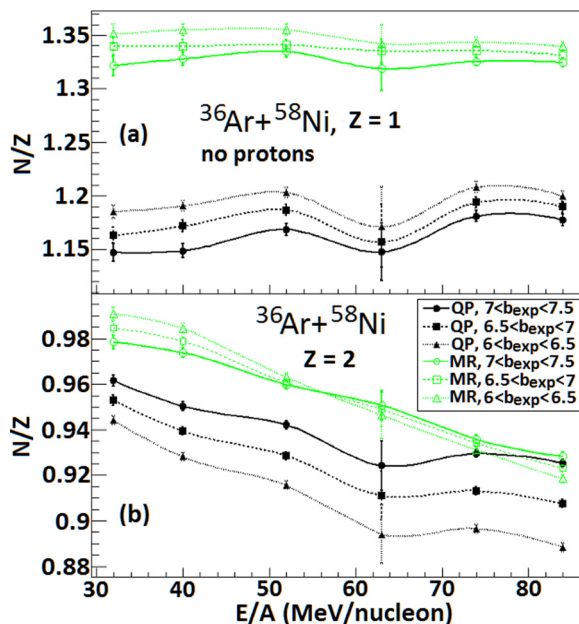 1.35
1.3
1.25
1.2
1.15
N/Z
(a)
³⁶Ar+⁵⁸Ni, Z = 1
no protons
0.98
0.96
0.94
0.92
0.9
0.88
N/Z
(b)
³⁶Ar+⁵⁸Ni
Z = 2
QP, 7<b_exp<7.5
QP, 6.5<b_exp<7
QP, 6<b_exp<6.5
MR, 7<b_exp<7.5
MR, 6.5<b_exp<7
MR, 6<b_exp<6.5
30 40 50 60 70 80
E/A (MeV/nucleon)